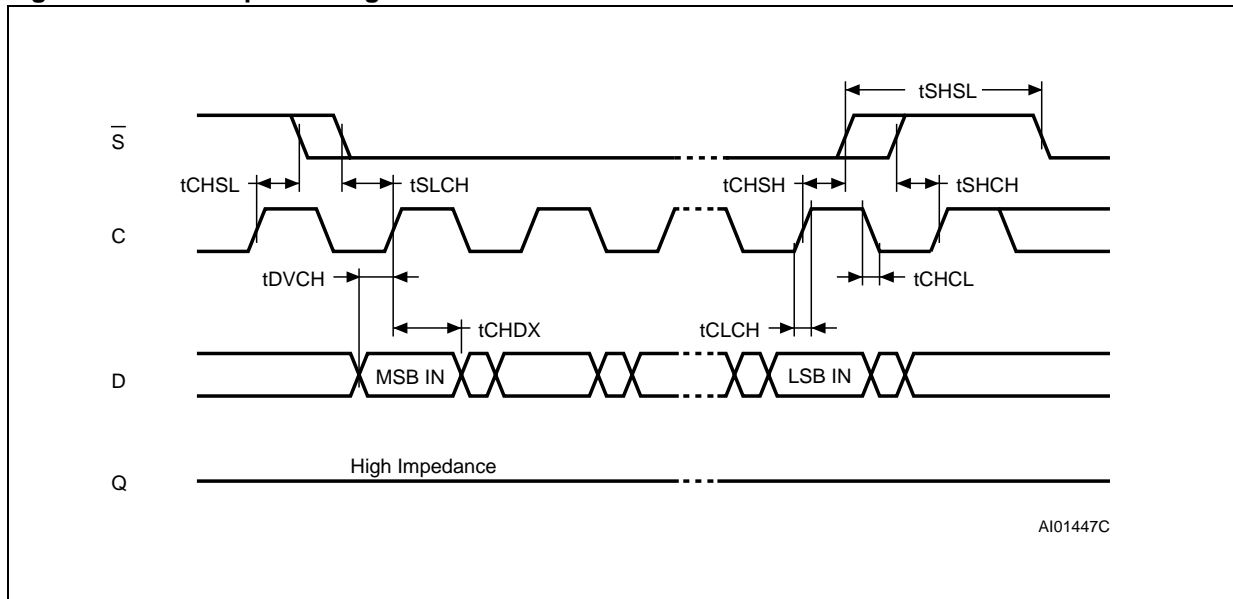 tSHSL
S
tCHSL
tSLCH
tCHSH
tSHCH
C
tDVCH
tCHCL
tCHDX
tCLCH
D
MSB IN
LSB IN
High Impedance
Q
AI01447C